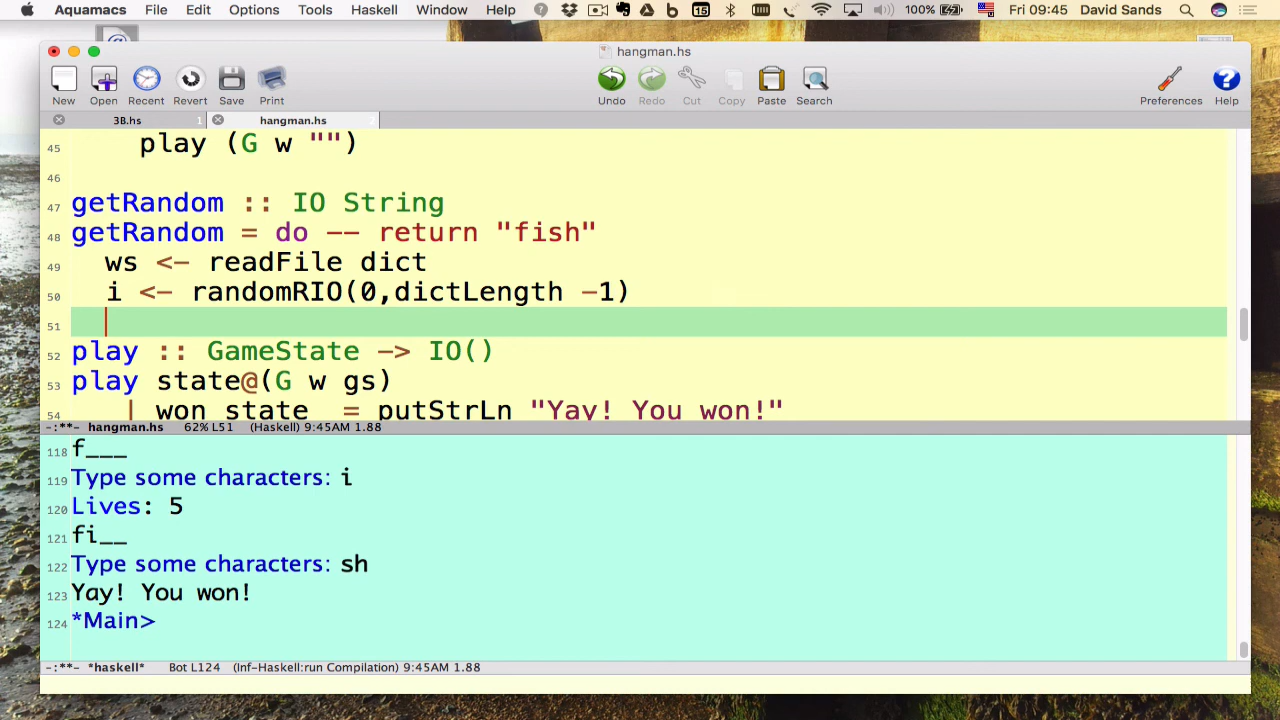 Aquamacs File Edit Options Tools Haskell Window Help 15 100% Fri 09:45 David Sands
hangman.hs
New Open Recent Revert Save Print Undo Redo Cut Copy Paste Search Preferences Help
3B.hs 1 hangman.hs 2
45 play (G w "")
46
47 getRandom :: IO String
48 getRandom = do -- return "fish"
49 ws <- readFile dict
50 i <- randomRIO(0,dictLength -1)
51
52 play :: GameState -> IO()
53 play state@(G w gs)
54 | won state = putStrLn "Yay! You won!"
-:**- hangman.hs 62% L51 (Haskell) 9:45AM 1.88
118 f___
119 Type some characters: i
120 Lives: 5
121 fi__
122 Type some characters: sh
123 Yay! You won!
124 *Main>
-:**- *haskell* Bot L124 (Inf-Haskell:run Compilation) 9:45AM 1.88